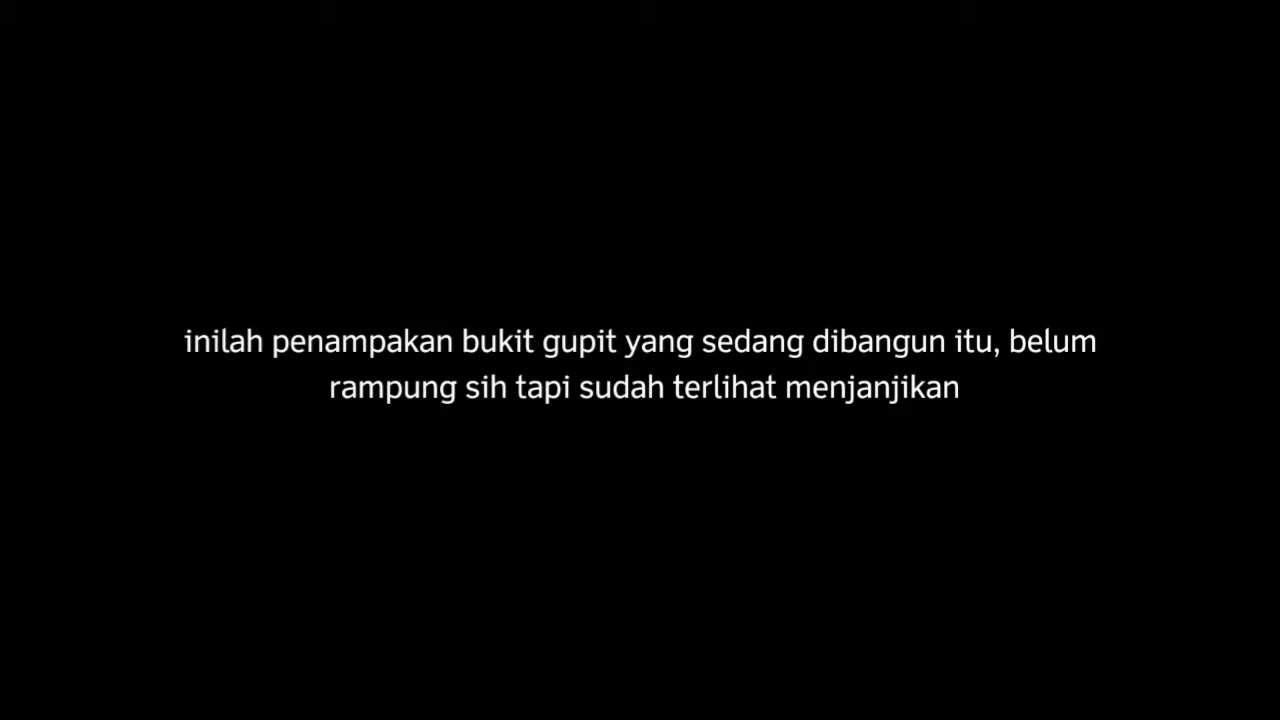 inilah penampakan bukit gupit yang sedang dibangun itu, belum
rampung sih tapi sudah terlihat menjanjikan